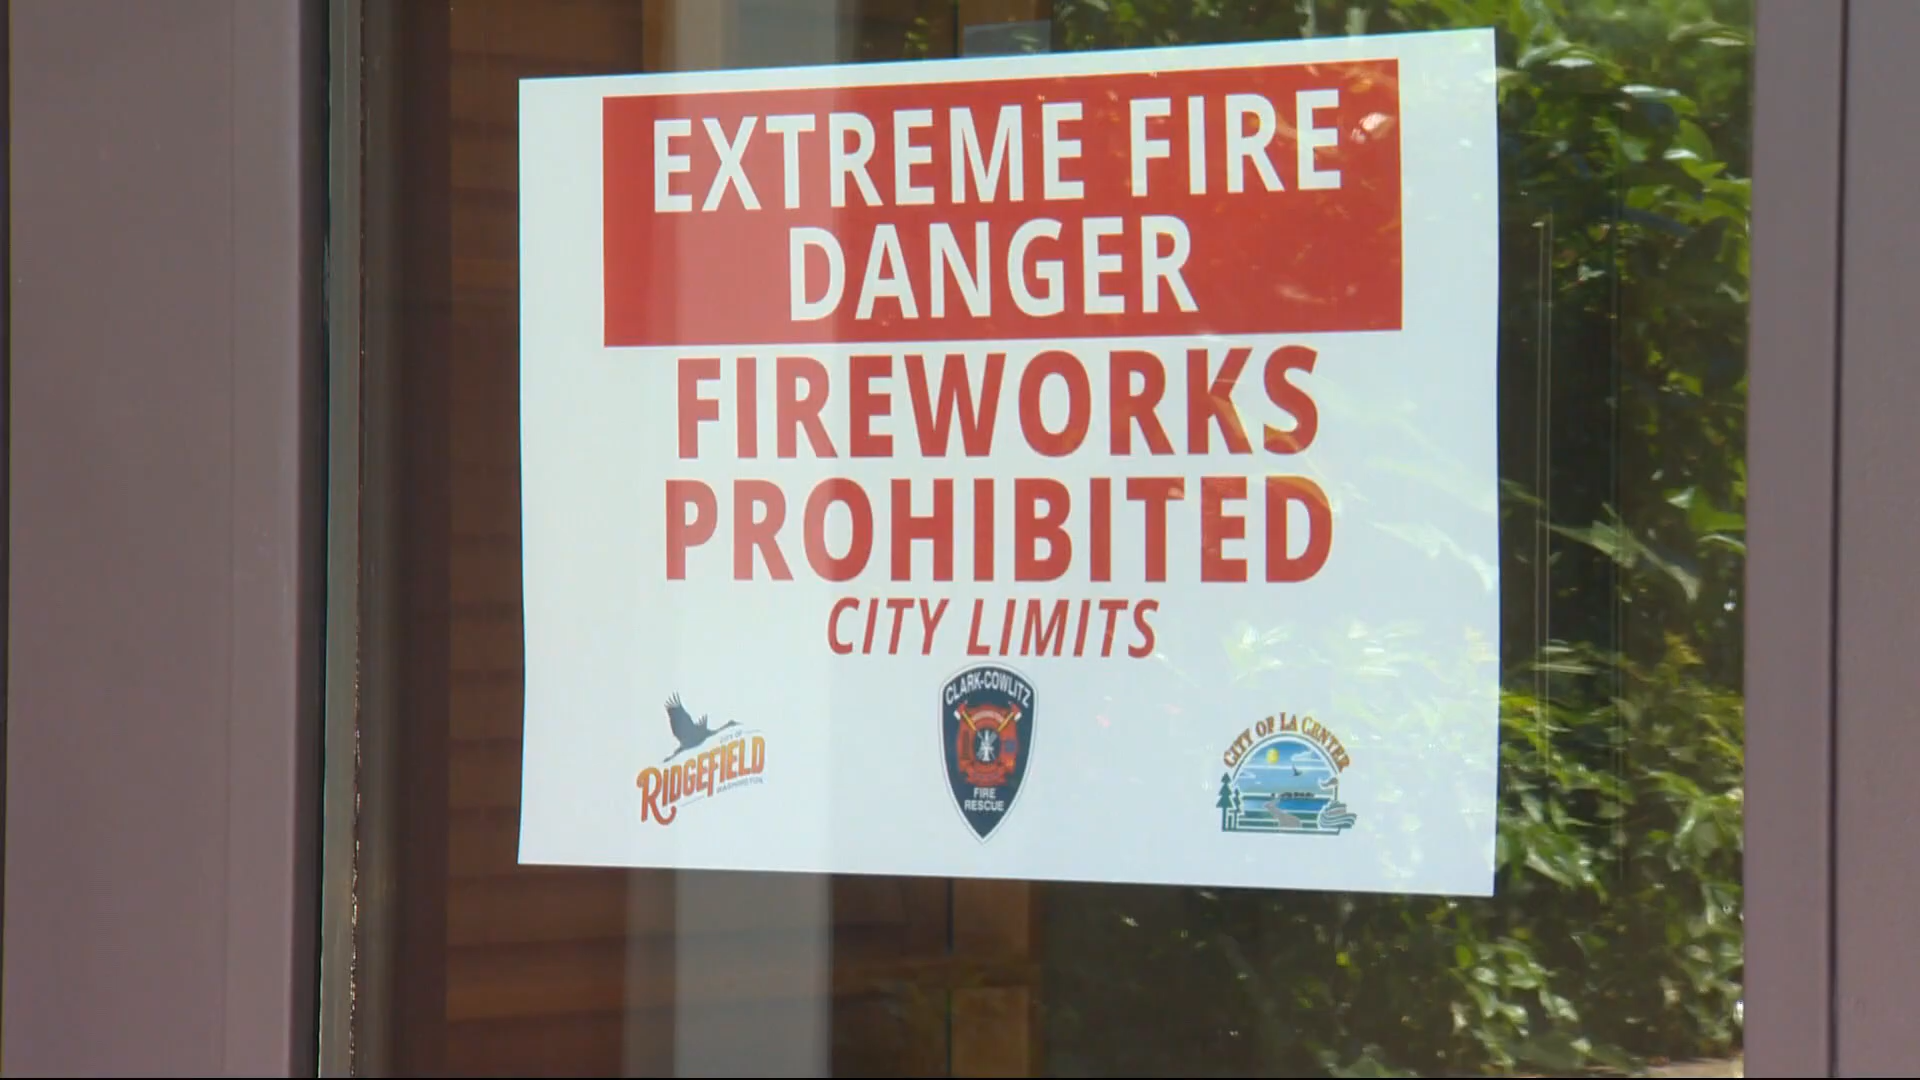 EXTREME FIRE
DANGER
FIREWORKS
PROHIBITED
CITY LIMITS
CITY OF
RIDGEFIELD
WASHINGTON
CLARK-COWLITZ
FIRE
RESCUE
CITY OF LA CENTER